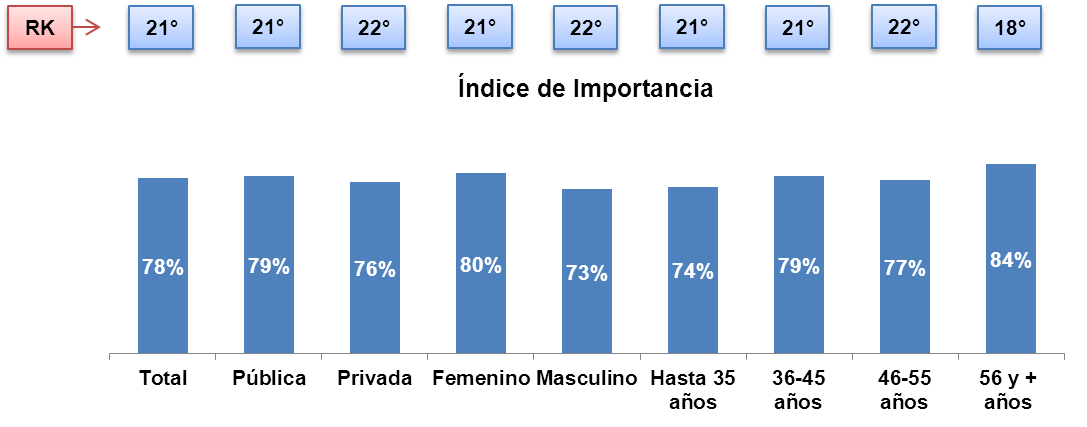 RK 21° 21° 22° 21° 22° 21° 21° 22° 18°
Índice de Importancia
78% 79% 76% 80% 73% 74% 79% 77% 84%
Total Pública Privada Femenino Masculino Hasta 35 36-45 46-55 56 y +
años años años años